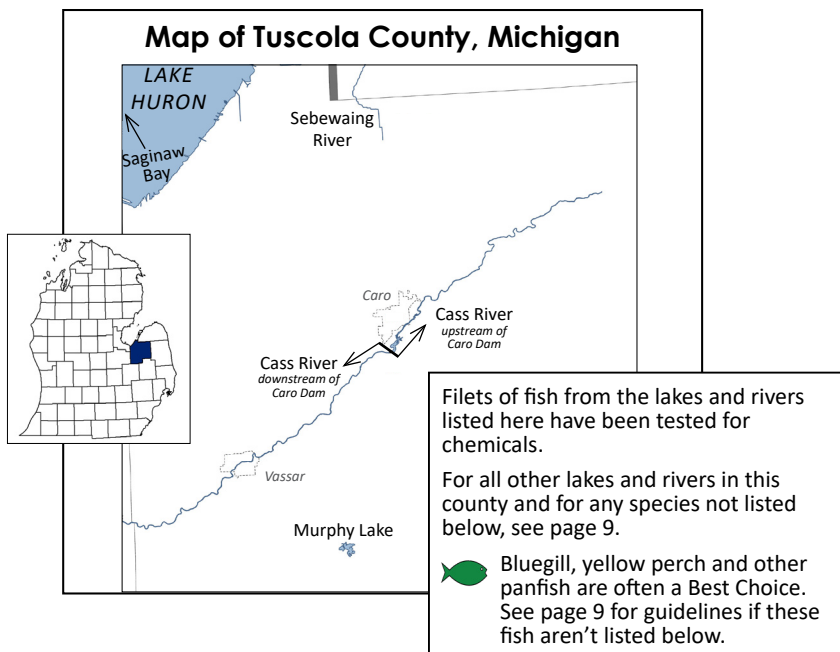 Map of Tuscola County, Michigan
LAKE
HURON
Saginaw
Bay
Sebewaing
River
Caro
Cass River
upstream of
Caro Dam
Cass River
downstream of
Caro Dam
Vassar
Murphy Lake
Filets of fish from the lakes and rivers
listed here have been tested for
chemicals.
For all other lakes and rivers in this
county and for any species not listed
below, see page 9.
Bluegill, yellow perch and other
panfish are often a Best Choice.
See page 9 for guidelines if these
fish aren't listed below.